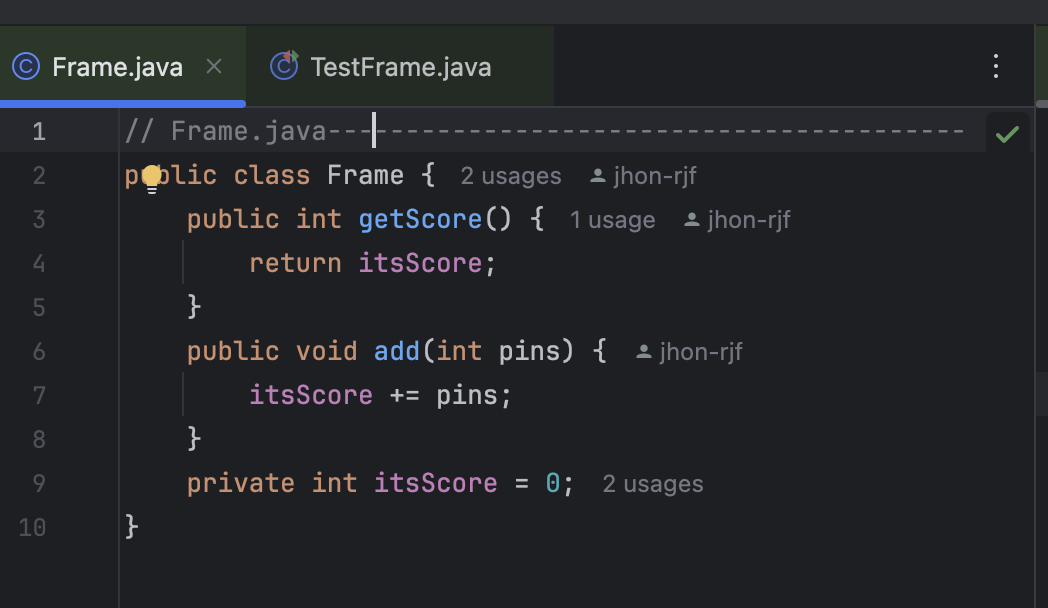 Frame.java TestFrame.java
1 // Frame.java-----------------------------------------
2 public class Frame { 2 usages jhon-rjf
3 public int getScore() { 1 usage jhon-rjf
4 return itsScore;
5 }
6 public void add(int pins) { jhon-rjf
7 itsScore += pins;
8 }
9 private int itsScore = 0; 2 usages
10 }